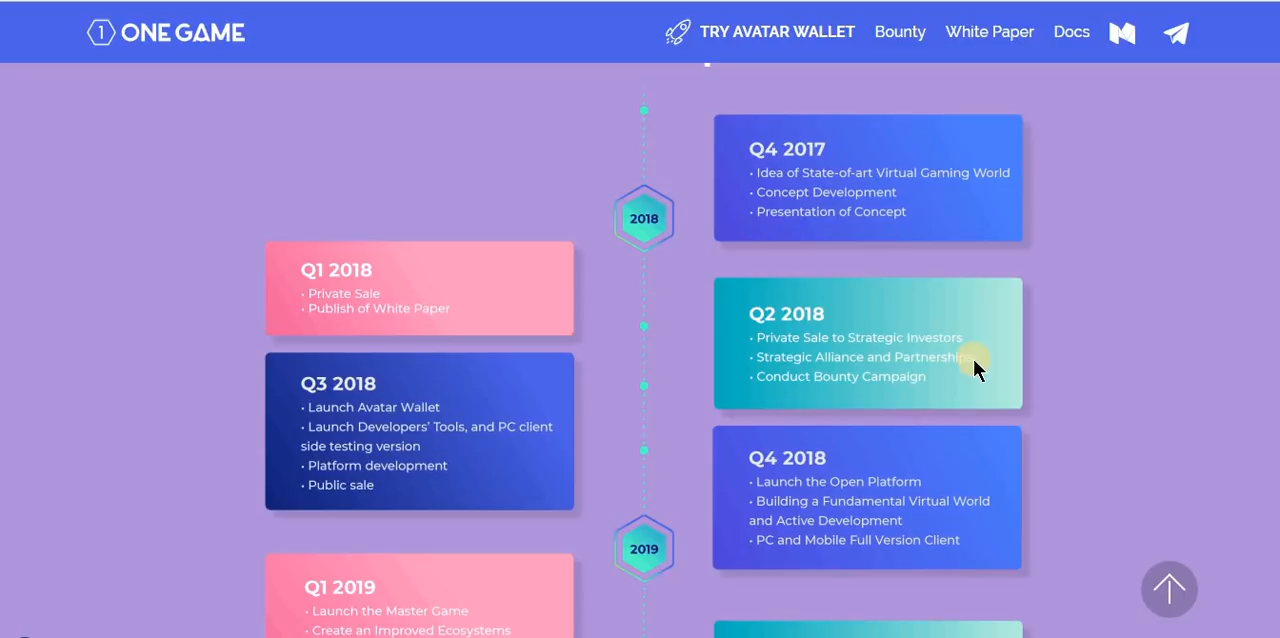 1 ONE GAME
TRY AVATAR WALLET Bounty White Paper Docs
Q4 2017
• Idea of State-of-art Virtual Gaming World
• Concept Development
• Presentation of Concept
2018
Q1 2018
• Private Sale
• Publish of White Paper
Q2 2018
• Private Sale to Strategic Investors
• Strategic Alliance and Partnerships
• Conduct Bounty Campaign
Q3 2018
• Launch Avatar Wallet
• Launch Developers' Tools, and PC client
side testing version
• Platform development
• Public sale
Q4 2018
• Launch the Open Platform
• Building a Fundamental Virtual World
and Active Development
• PC and Mobile Full Version Client
2019
Q1 2019
• Launch the Master Game
• Create an Improved Ecosystems